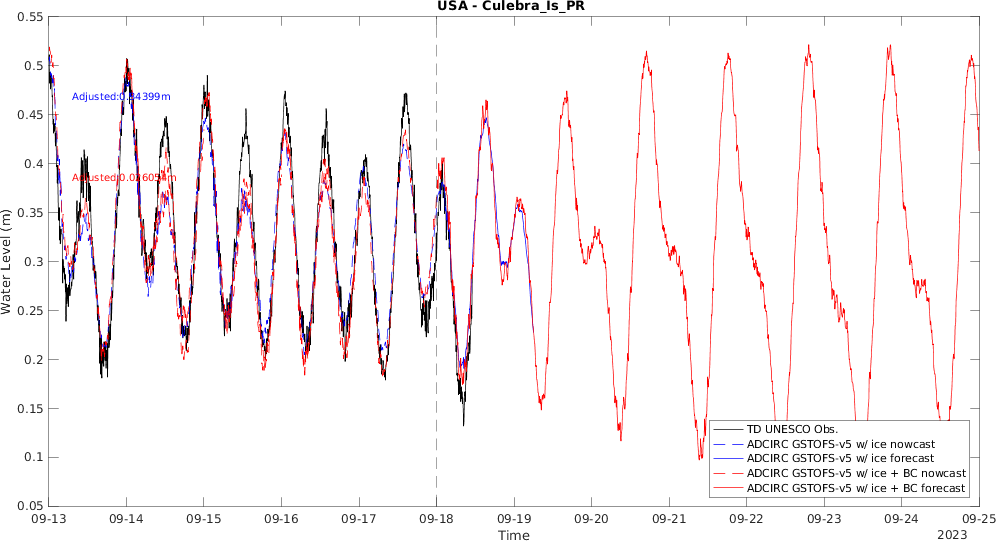 USA - Culebra_Is_PR
0.55
0.5
0.45
0.4
0.35
0.3
0.25
0.2
0.15
0.1
0.05
Water Level (m)
TD UNESCO Obs.
ADCIRC GSTOFS-v5 w/ ice nowcast
ADCIRC GSTOFS-v5 w/ ice forecast
ADCIRC GSTOFS-v5 w/ ice + BC nowcast
ADCIRC GSTOFS-v5 w/ ice + BC forecast
09-13 09-14 09-15 09-16 09-17 09-18 09-19 09-20 09-21 09-22 09-23 09-24 09-25
Time
2023